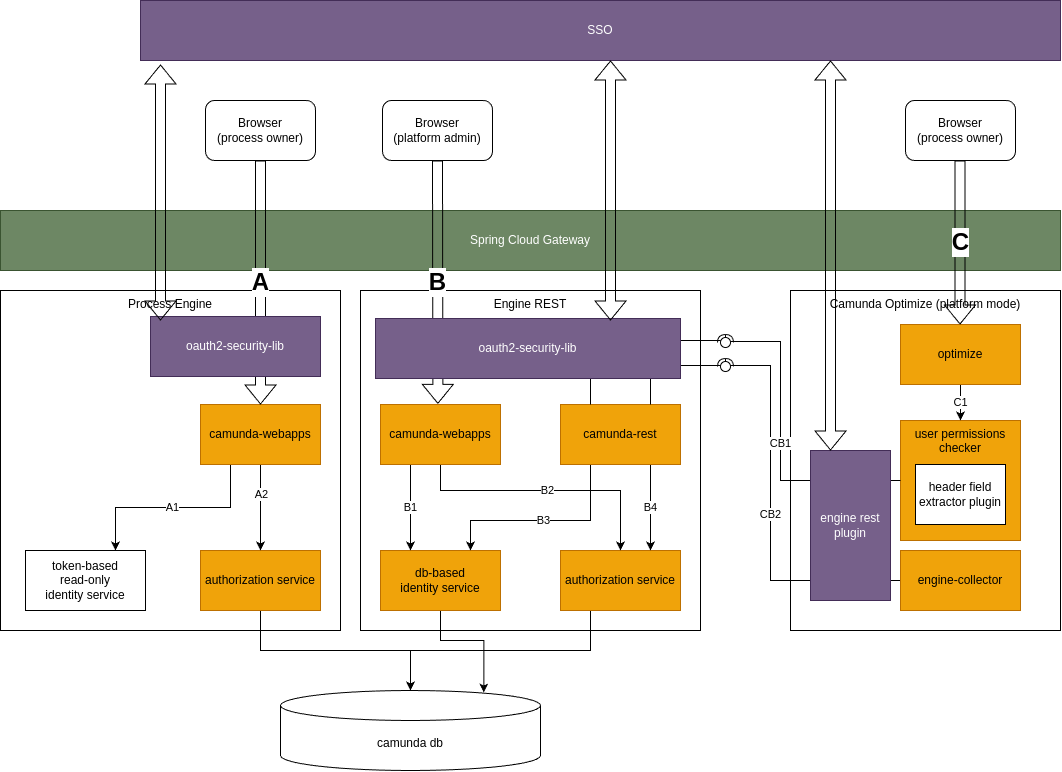 SSO
Browser
(process owner)
Browser
(platform admin)
Browser
(process owner)
Spring Cloud Gateway
A
B
C
Process Engine
Engine REST
Camunda Optimize (platform mode)
oauth2-security-lib
oauth2-security-lib
optimize
C1
camunda-webapps
camunda-webapps
camunda-rest
user permissions
checker
CB1
header field
extractor plugin
A1
A2
B1
B2
B3
B4
CB2
engine rest
plugin
token-based
read-only
identity service
authorization service
db-based
identity service
authorization service
engine-collector
camunda db